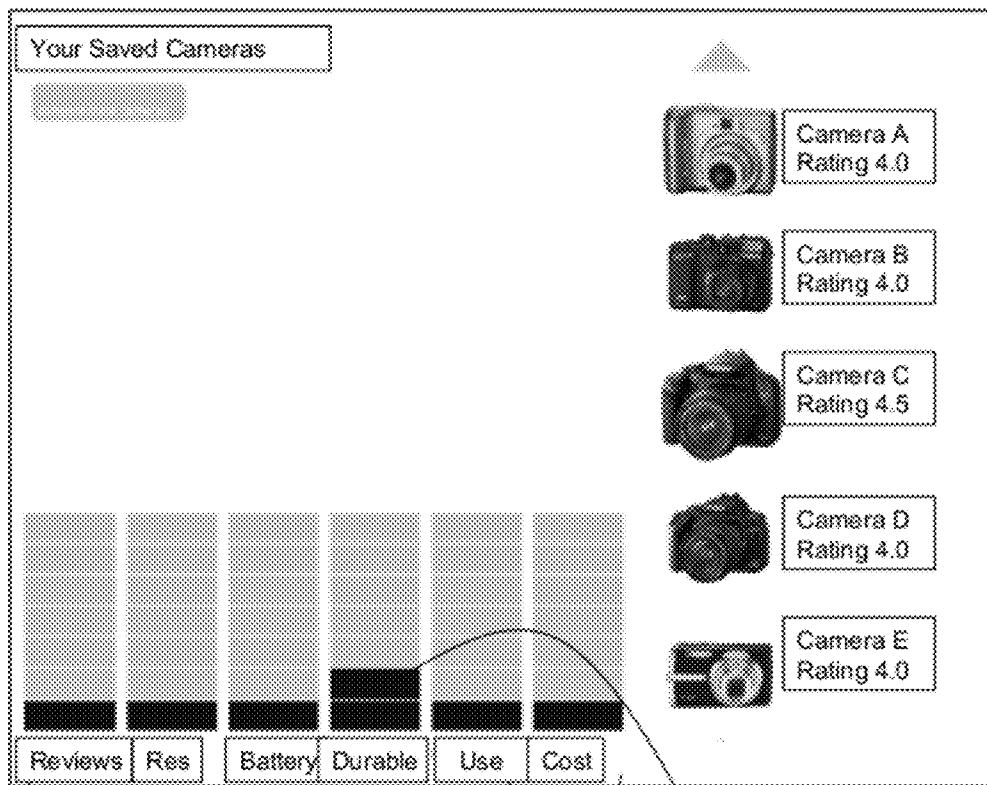 Your Saved Cameras
Camera A
Rating 4.0
Camera B
Rating 4.0
Camera C
Rating 4.5
Camera D
Rating 4.0
Camera E
Rating 4.0
Reviews
Res
Battery
Durable
Use
Cost